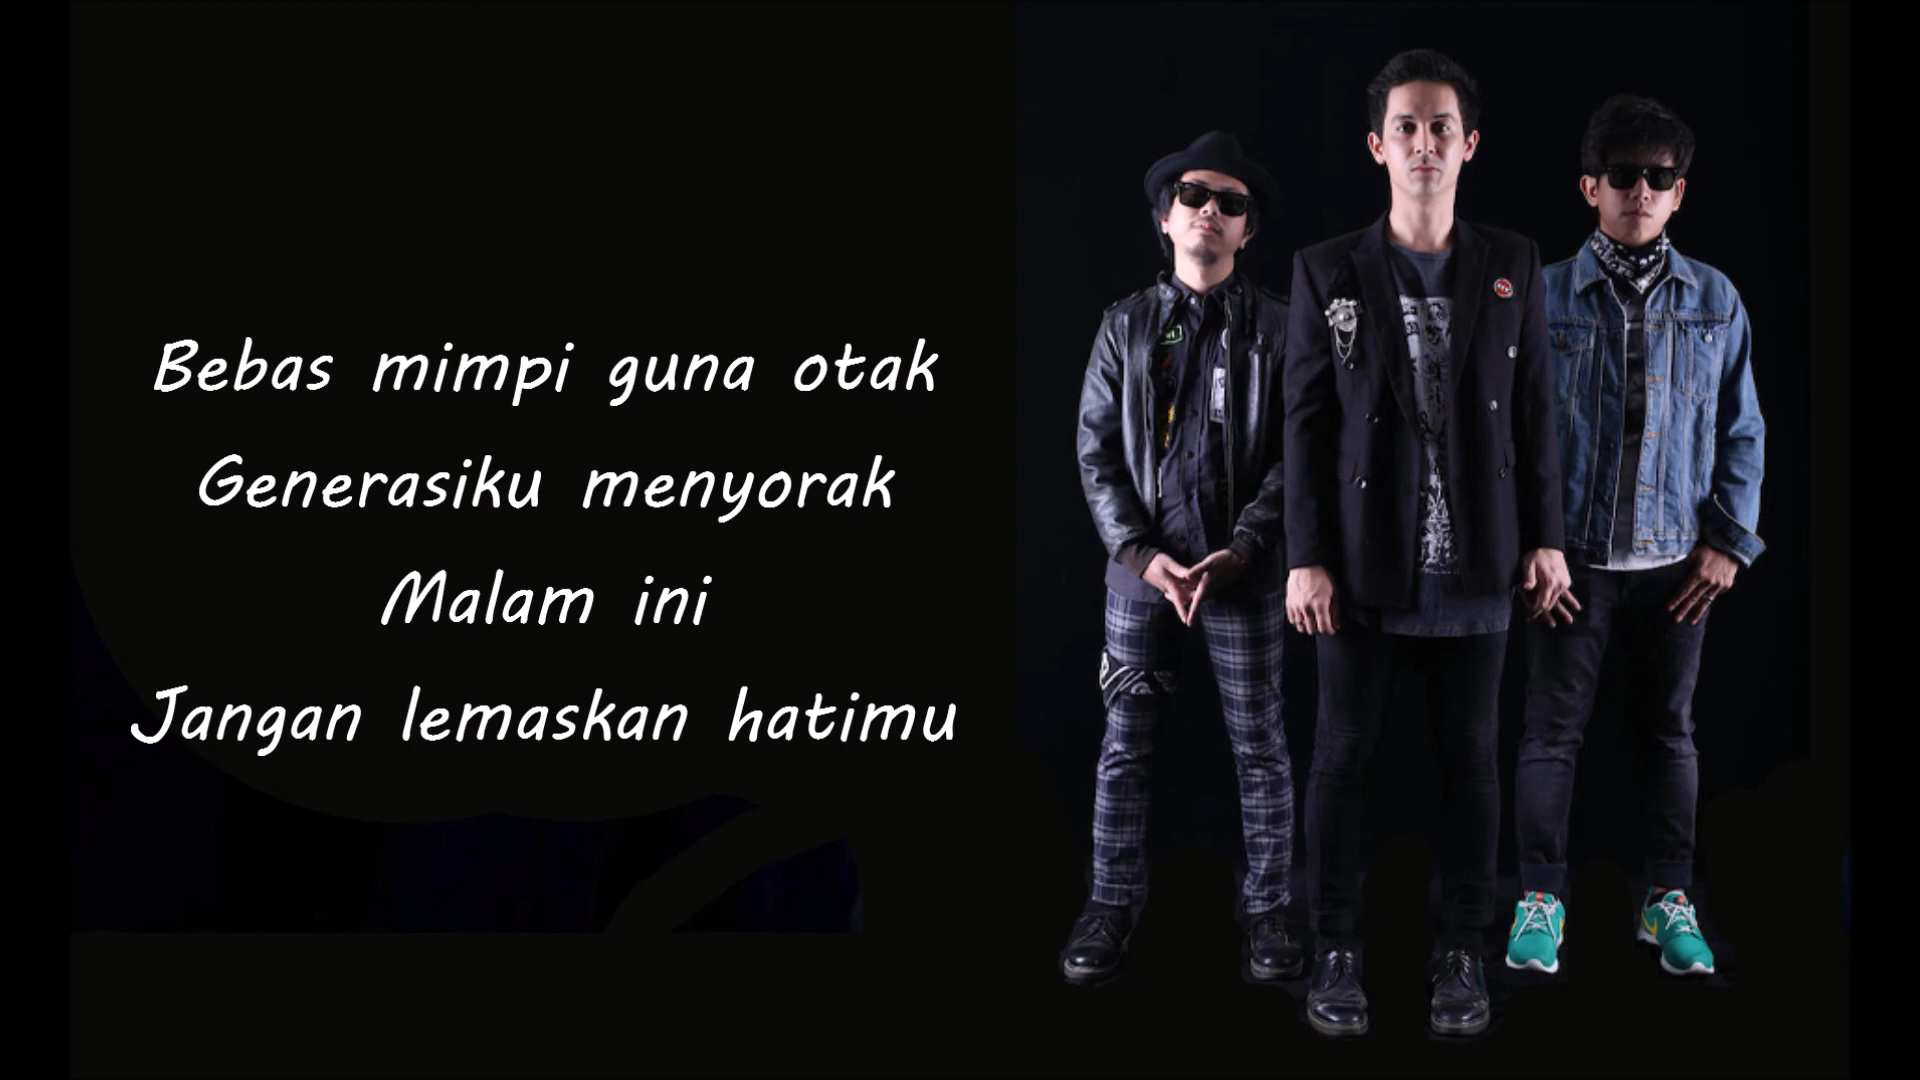 Bebas mimpi guna otak
Generasiku menyorak
Malam ini
Jangan lemaskan hatimu